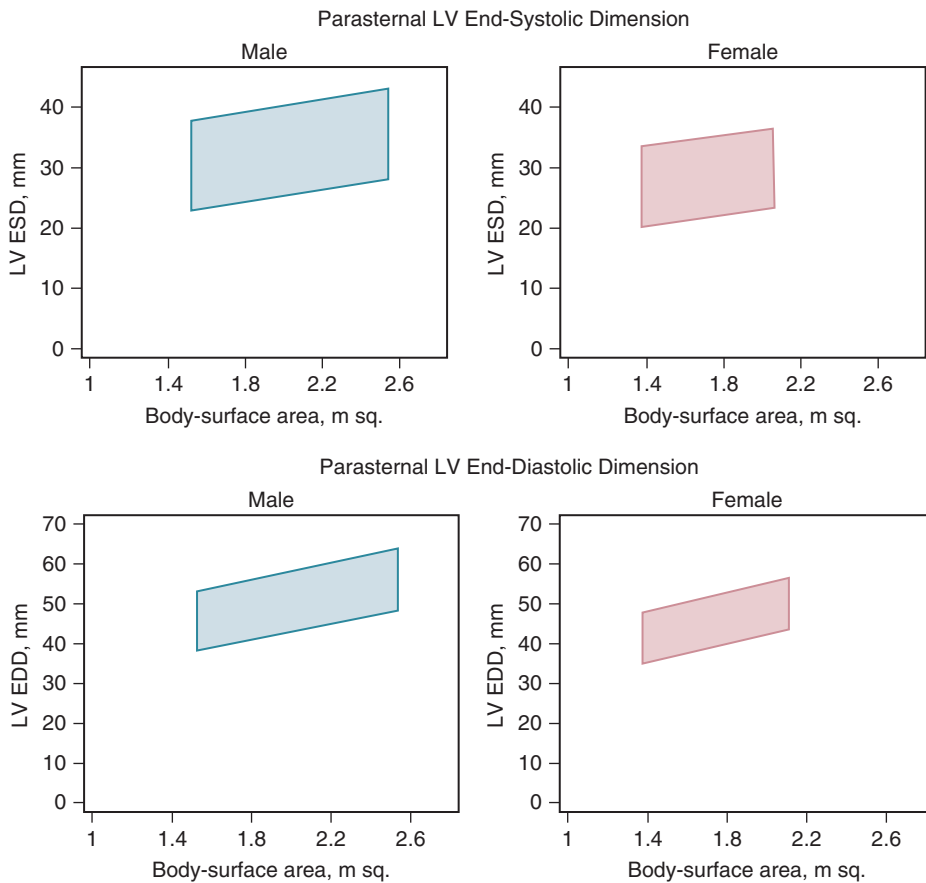 Parasternal LV End-Systolic Dimension
Male
Female
LV ESD, mm
40
30
20
10
0
1 1.4 1.8 2.2 2.6
Body-surface area, m sq.
LV ESD, mm
40
30
20
10
0
1 1.4 1.8 2.2 2.6
Body-surface area, m sq.
Parasternal LV End-Diastolic Dimension
Male
Female
LV EDD, mm
70
60
50
40
30
20
10
0
1 1.4 1.8 2.2 2.6
Body-surface area, m sq.
LV EDD, mm
70
60
50
40
30
20
10
0
1 1.4 1.8 2.2 2.6
Body-surface area, m sq.